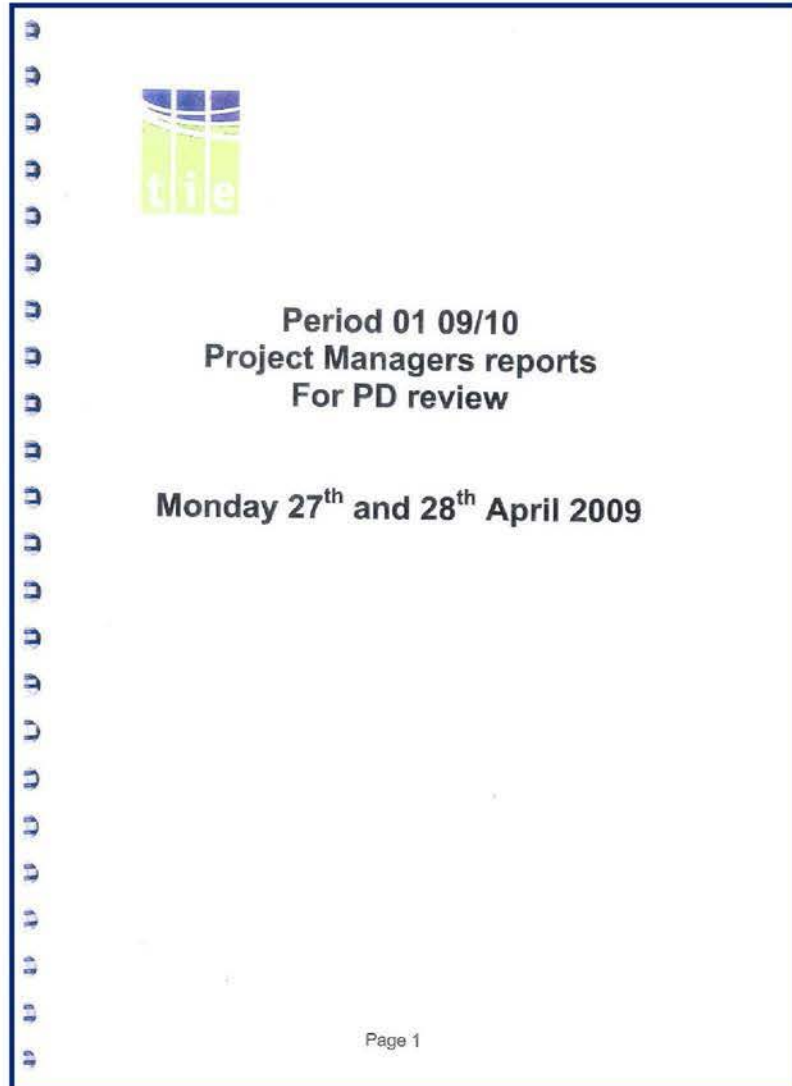 tie
Period 01 09/10
Project Managers reports
For PD review
Monday 27th and 28th April 2009
Page 1